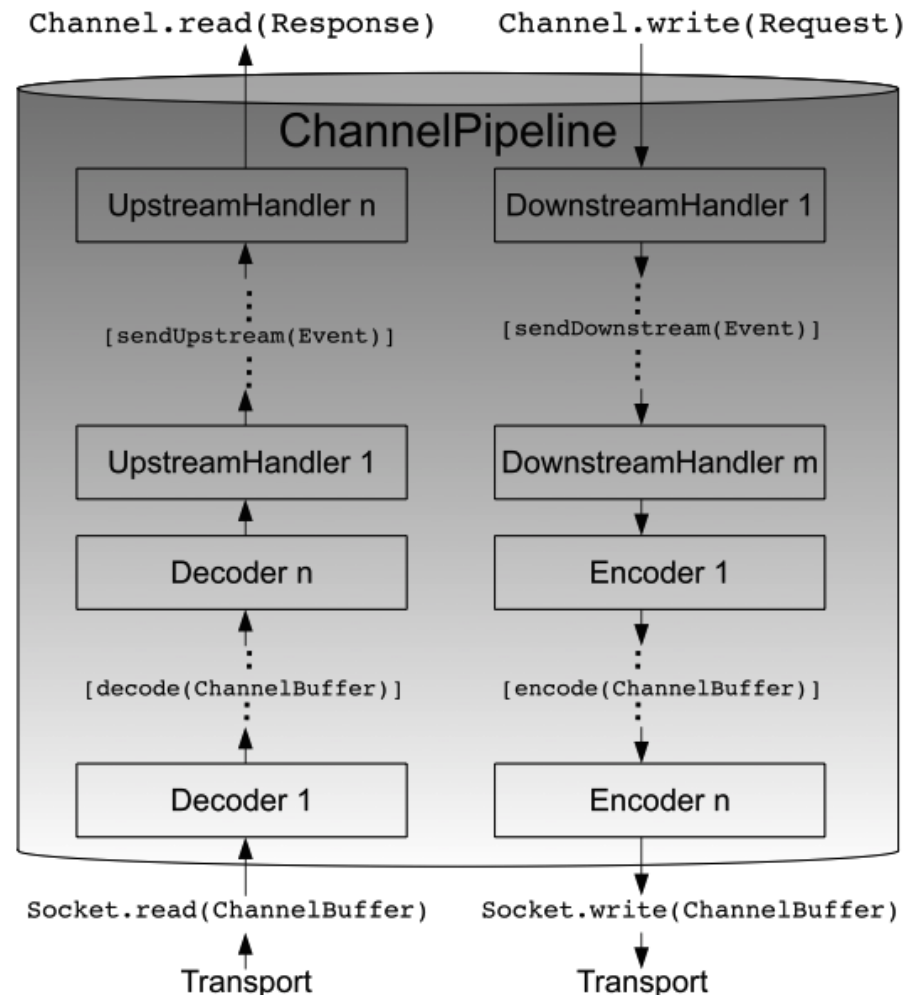 Channel.read(Response)
Channel.write(Request)
ChannelPipeline
UpstreamHandler n
DownstreamHandler 1
[sendUpstream(Event)]
[sendDownstream(Event)]
UpstreamHandler 1
DownstreamHandler m
Decoder n
Encoder 1
[decode(ChannelBuffer)]
[encode(ChannelBuffer)]
Decoder 1
Encoder n
Socket.read(ChannelBuffer)
Socket.write(ChannelBuffer)
Transport
Transport